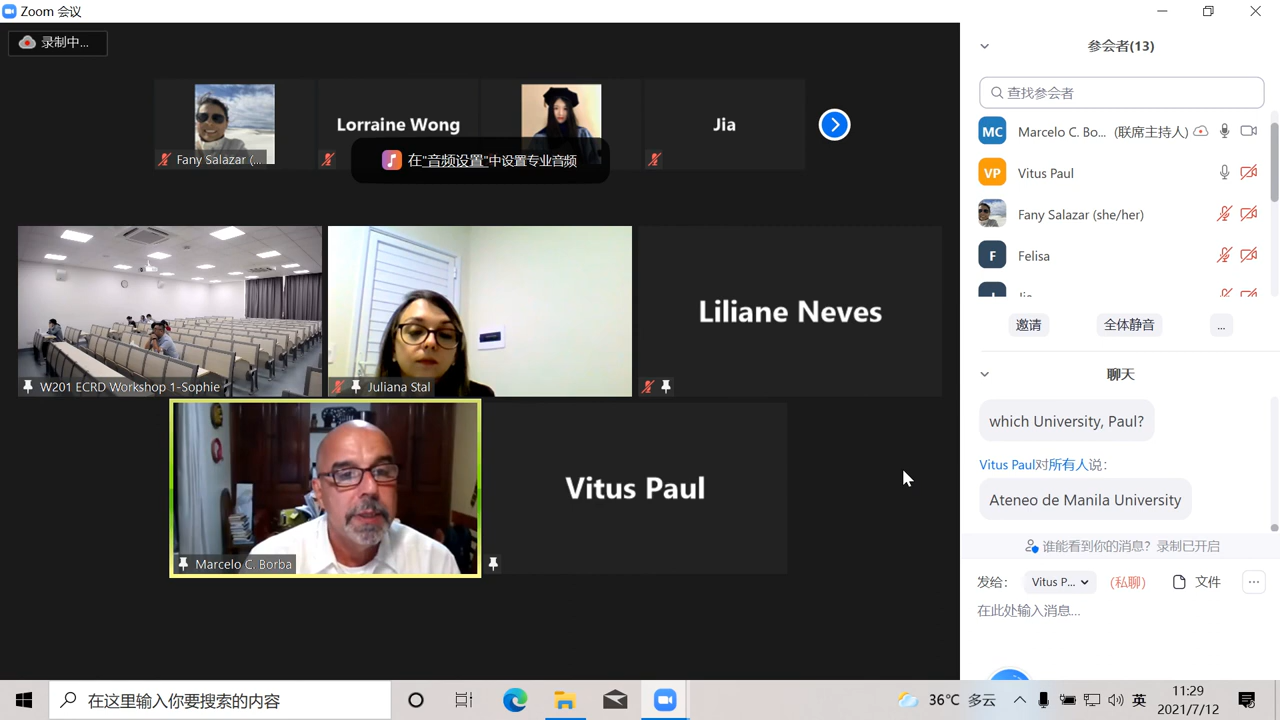 Zoom 会议
录制中...
Fany Salazar (...
Lorraine Wong
Jia
在"音频设置"中设置专业音频
W201 ECRD Workshop 1-Sophie
Juliana Stal
Liliane Neves
Marcelo C. Borba
Vitus Paul
参会者(13)
查找参会者
MC Marcelo C. Bo... (联席主持人)
VP Vitus Paul
Fany Salazar (she/her)
F Felisa
邀请 全体静音 ...
聊天
which University, Paul?
Vitus Paul对所有人说:
Ateneo de Manila University
谁能看到你的消息? 录制已开启
发给: Vitus P... (私聊) 文件 ...
在此处输入消息...
在这里输入你要搜索的内容
36°C 多云 英 11:29
2021/7/12